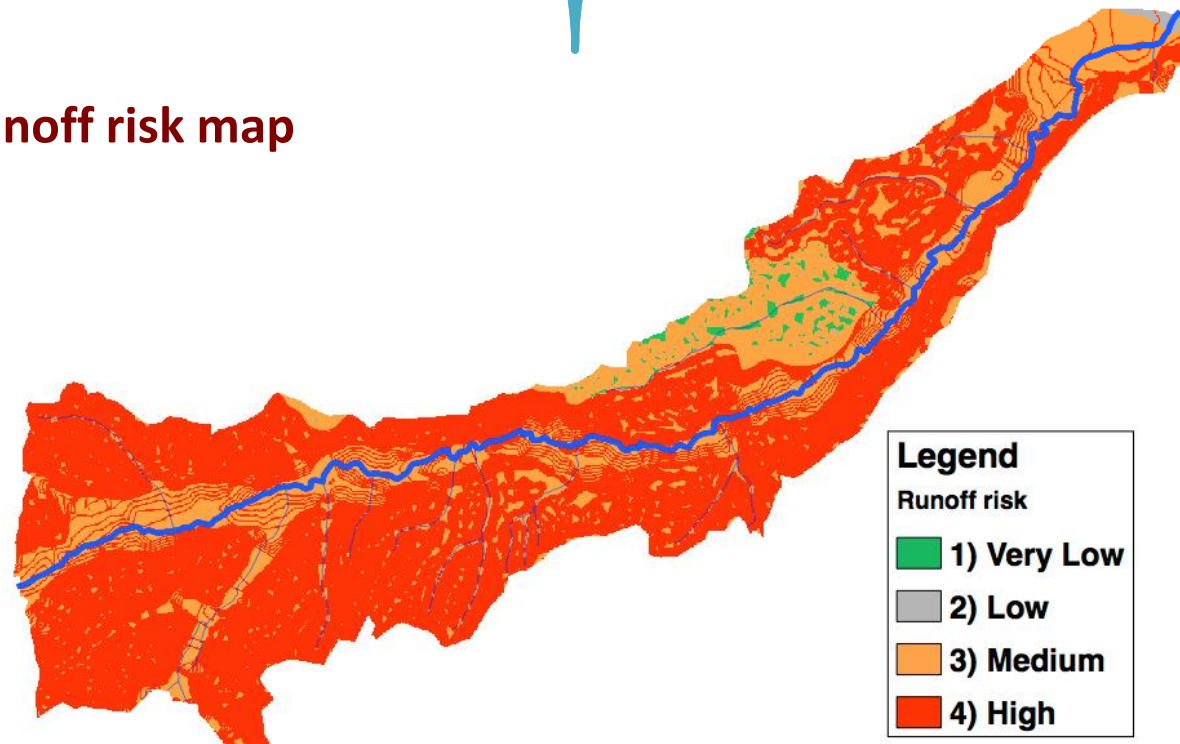 noff risk map
Legend
Runoff risk
1) Very Low
2) Low
3) Medium
4) High